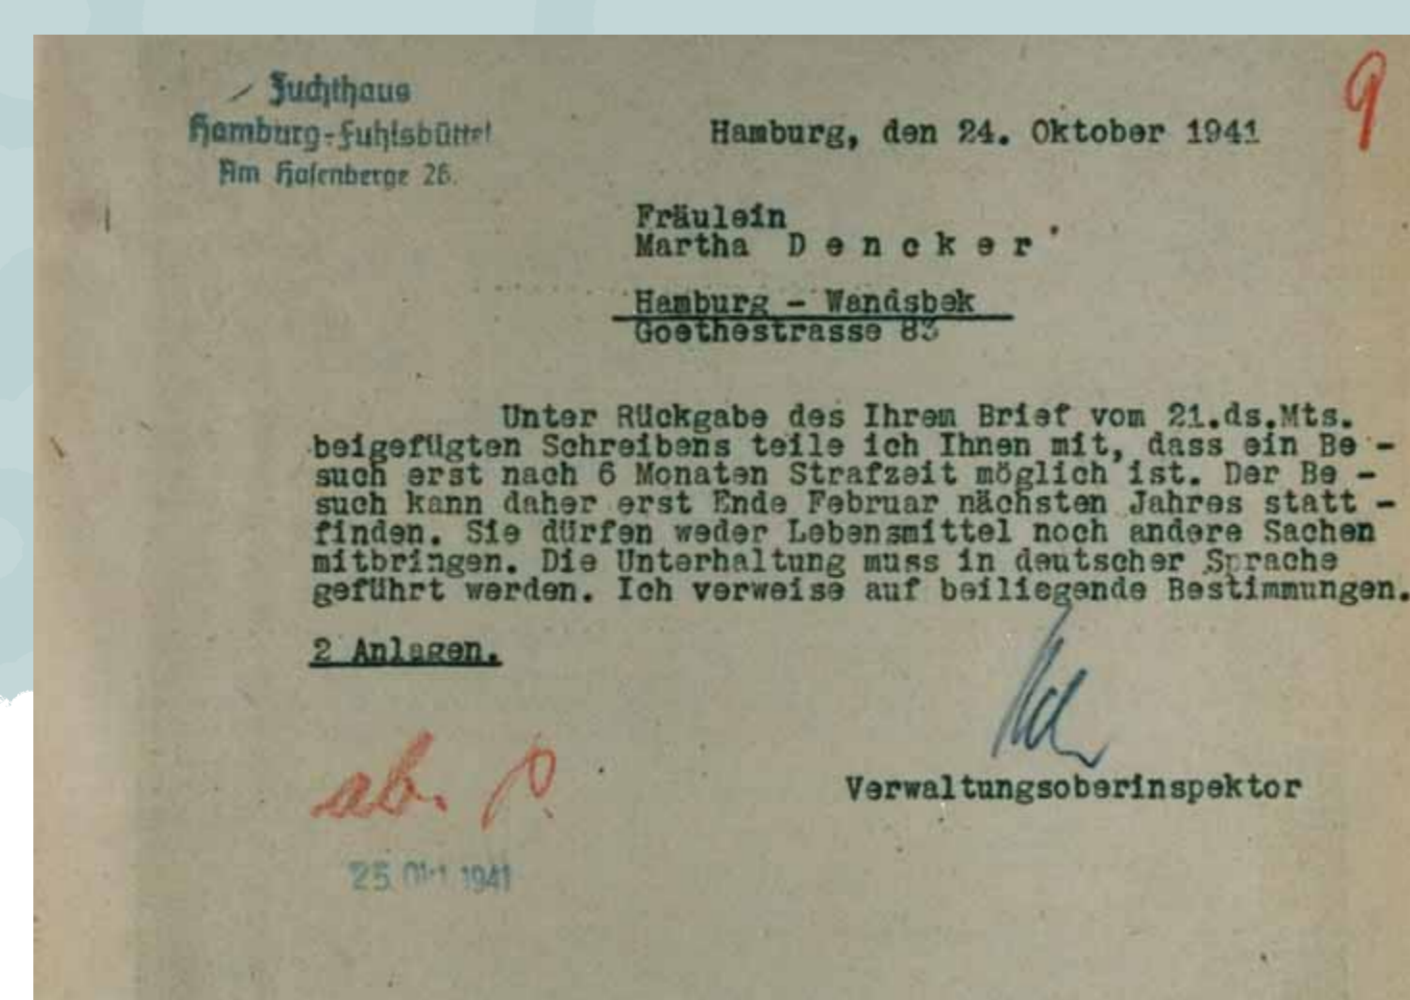 Zuchthaus
Hamburg-Fuhlsbüttel
Am Hasenberge 26.
9
Hamburg, den 24. Oktober 1941
Fräulein
Martha D e n c k e r
Hamburg - Wandsbek
Goethestrasse 83
Unter Rückgabe des Ihrem Brief vom 21.ds.Mts.
beigefügten Schreibens teile ich Ihnen mit, dass ein Be -
such erst nach 6 Monaten Strafzeit möglich ist. Der Be -
such kann daher erst Ende Februar nächsten Jahres statt -
finden. Sie dürfen weder Lebensmittel noch andere Sachen
mitbringen. Die Unterhaltung muss in deutscher Sprache
geführt werden. Ich verweise auf beiliegende Bestimmungen.
2 Anlagen.
Verwaltungsoberinspektor
ab.
25. Okt. 1941